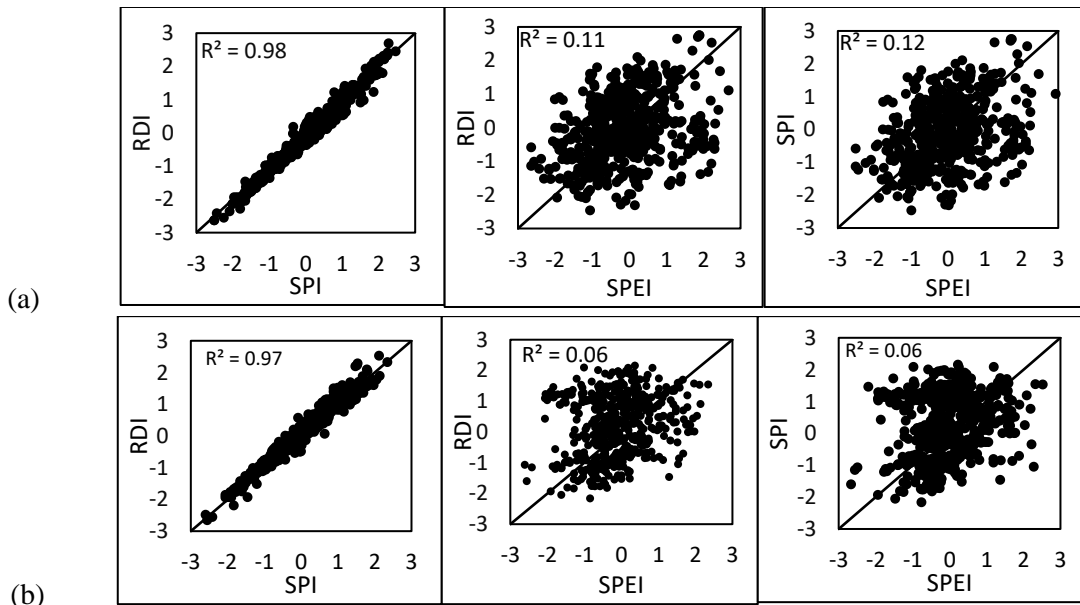 R² = 0.98
3
2
1
0
-1
-2
-3
RDI
-3 -2 -1 0 1 2 3
SPI
R² = 0.11
3
2
1
0
-1
-2
-3
RDI
-3 -2 -1 0 1 2 3
SPEI
R² = 0.12
3
2
1
0
-1
-2
-3
SPI
-3 -2 -1 0 1 2 3
SPEI
(a)
R² = 0.97
3
2
1
0
-1
-2
-3
RDI
-3 -2 -1 0 1 2 3
SPI
R² = 0.06
3
2
1
0
-1
-2
-3
RDI
-3 -2 -1 0 1 2 3
SPEI
R² = 0.06
3
2
1
0
-1
-2
-3
SPI
-3 -2 -1 0 1 2 3
SPEI
(b)